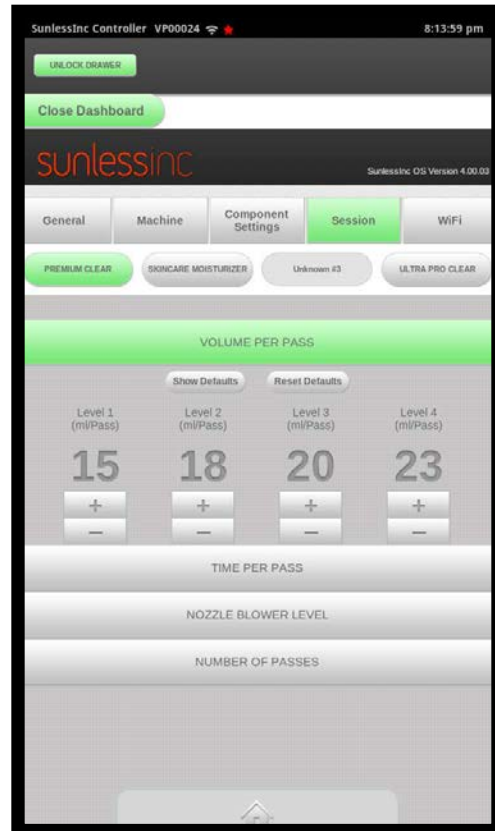 SunlessInc Controller VP00024 8:13:59 pm
UNLOCK DRAWER
Close Dashboard
sunlessinc
SunlessInc OS Version 4.00.03
General Machine Component Settings Session WiFi
PREMIUM CLEAR SKINCARE MOISTURIZER Unknown #3 ULTRA PRO CLEAR
VOLUME PER PASS
Show Defaults Reset Defaults
Level 1 Level 2 Level 3 Level 4
(ml/Pass) (ml/Pass) (ml/Pass) (ml/Pass)
15 18 20 23
+ + + +
— — — —
TIME PER PASS
NOZZLE BLOWER LEVEL
NUMBER OF PASSES